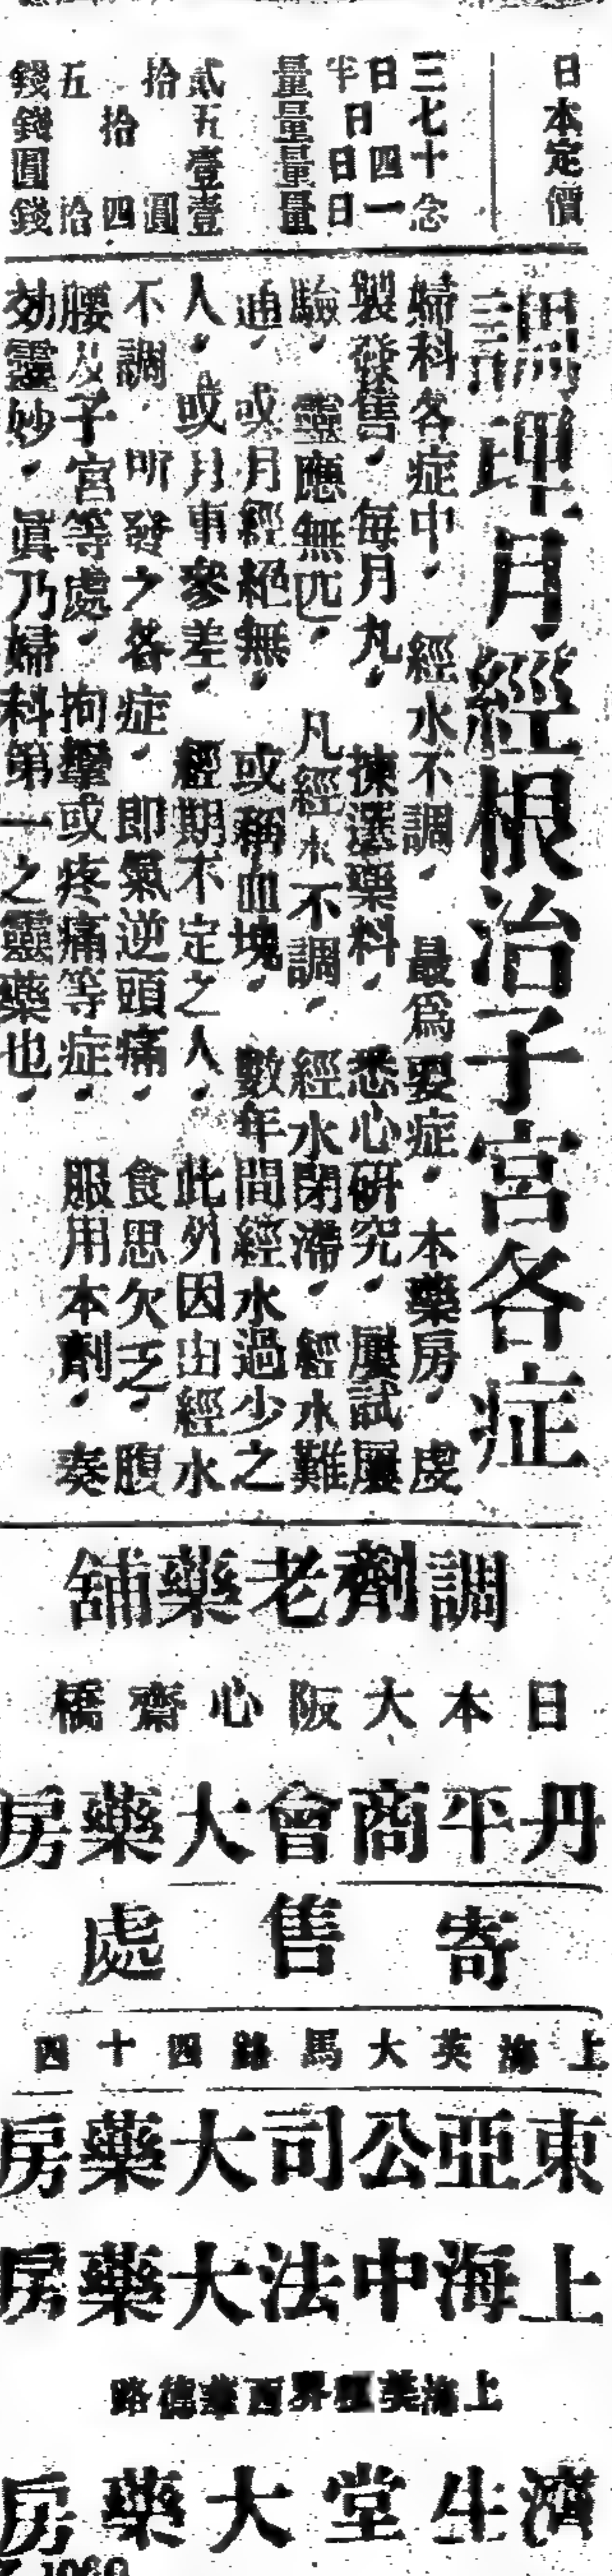 日本定價
三日半量 貳拾五錢
七日量 五拾錢
十四日量 壹圓
念一日量 壹圓四拾錢
調理月經根治子宮各症
婦科各症中，經水不調，最爲要症，本藥房，虔
製發售，每月丸，揀選藥料，悉心研究，屢試屢
驗，靈應無匹，凡經水不調，經水閉滯，經水難
通，或月經絕無，或稱血塊，數年間經水過少之
人，或月事參差，經期不定之人，此外因由經水
不調，所發之各症，即氣逆頭痛，食思欠乏，腹
腰及子宮等處，拘攣或疼痛等症，服用本劑，奏
効靈妙，眞乃婦科第一之靈藥也，
調劑老藥舖
日本大阪心齋橋
丹平商會大藥房
寄售處
上海英大馬路四十四
東亞公司大藥房
上海中法大藥房
上海美租界西華德路
濟生堂大藥房